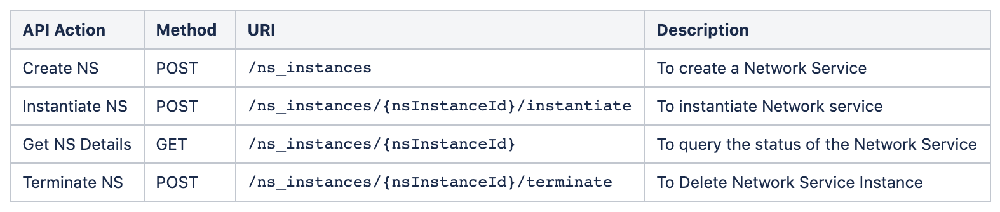 API Action Method URI Description
Create NS POST /ns_instances To create a Network Service
Instantiate NS POST /ns_instances/{nsInstanceId}/instantiate To instantiate Network service
Get NS Details GET /ns_instances/{nsInstanceId} To query the status of the Network Service
Terminate NS POST /ns_instances/{nsInstanceId}/terminate To Delete Network Service Instance